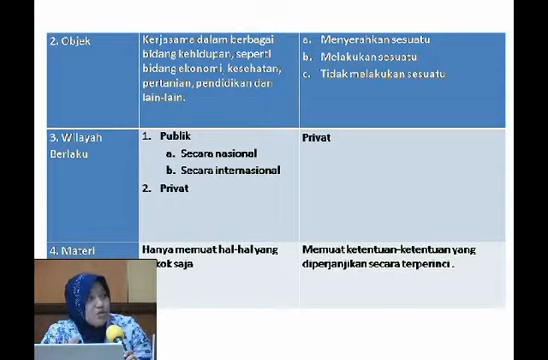 2. Objek
Kerjasama dalam berbagai
bidang kehidupan, seperti
bidang ekonomi, kesehatan,
pertanian, pendidikan dan
lain-lain.
a. Menyerahkan sesuatu
b. Melakukan sesuatu
c. Tidak melakukan sesuatu
3. Wilayah
Berlaku
1. Publik
a. Secara nasional
b. Secara internasional
2. Privat
Privat
4. Materi
Hanya memuat hal-hal yang
saja
Memuat ketentuan-ketentuan yang
diperjanjikan secara terperinci .